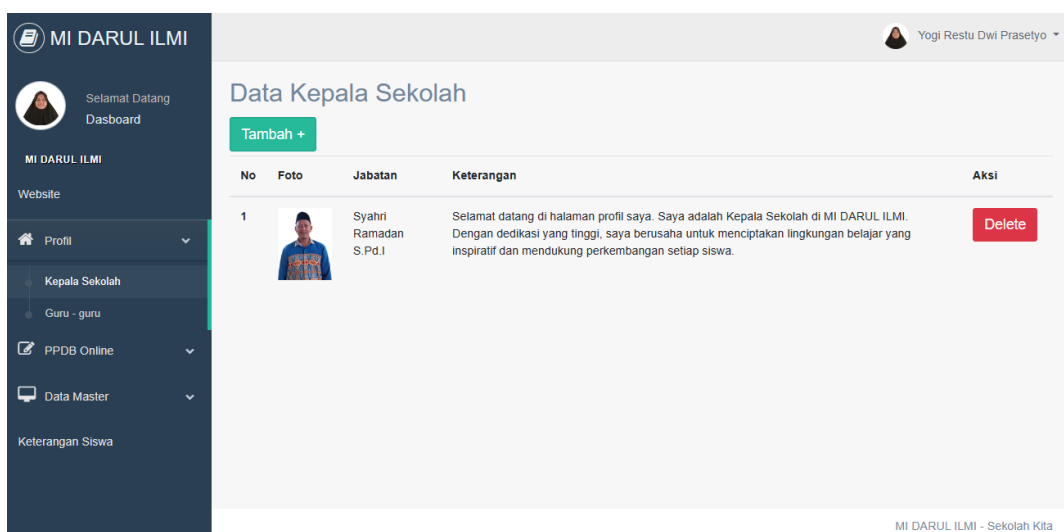 MI DARUL ILMI
Yogi Restu Dwi Prasetyo
Selamat Datang
Dasboard
MI DARUL ILMI
Website
Profil
Kepala Sekolah
Guru - guru
PPDB Online
Data Master
Keterangan Siswa
Data Kepala Sekolah
Tambah +
No Foto Jabatan Keterangan Aksi
1 Syahri Selamat datang di halaman profil saya. Saya adalah Kepala Sekolah di MI DARUL ILMI. Delete
Ramadan Dengan dedikasi yang tinggi, saya berusaha untuk menciptakan lingkungan belajar yang
S.Pd.I inspiratif dan mendukung perkembangan setiap siswa.
MI DARUL ILMI - Sekolah Kita